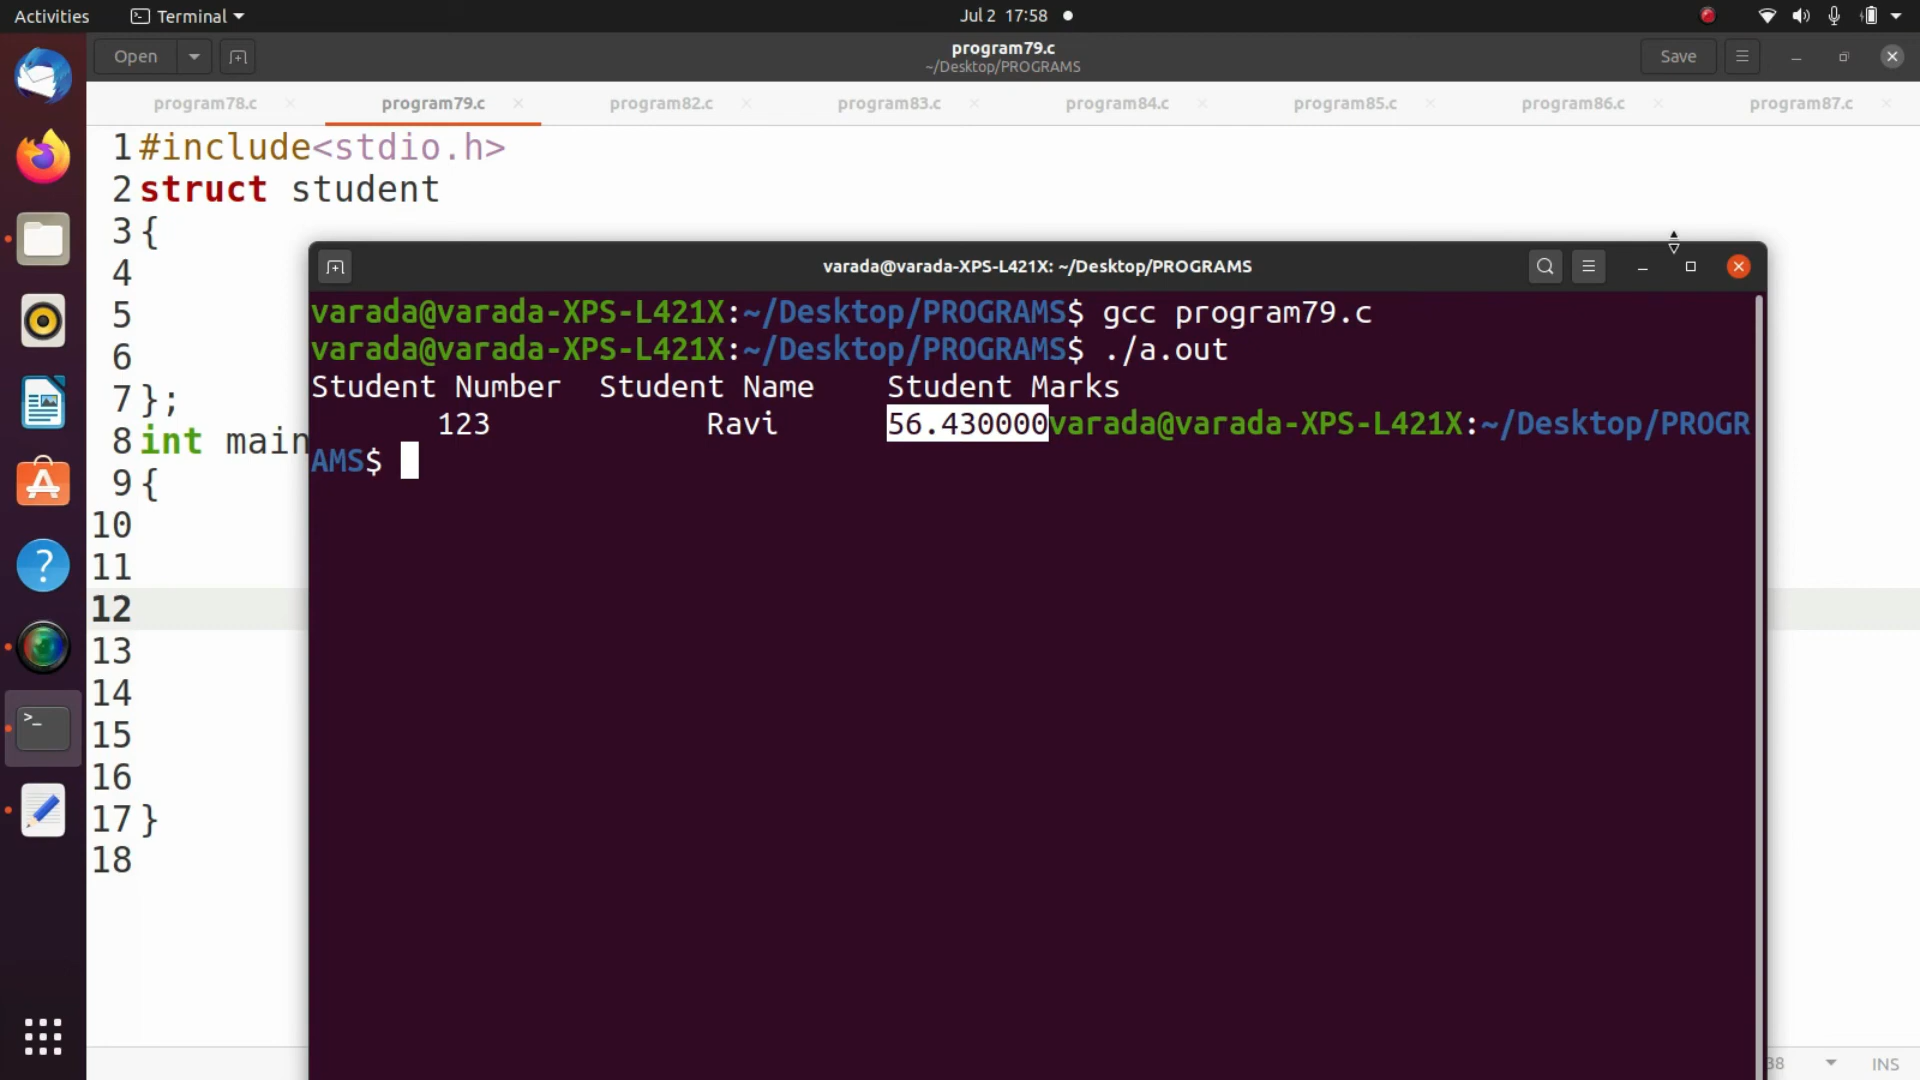 Activities Terminal Jul 2 17:58
Open program79.c Save
~/Desktop/PROGRAMS
program78.c program79.c program82.c program83.c program84.c program85.c program86.c program87.c
1 #include<stdio.h>
2 struct student
3 {
4
5
6
7 };
8 int main
9 {
10
11
12
13
14
15
16
17 }
18
varada@varada-XPS-L421X: ~/Desktop/PROGRAMS
varada@varada-XPS-L421X:~/Desktop/PROGRAMS$ gcc program79.c
varada@varada-XPS-L421X:~/Desktop/PROGRAMS$ ./a.out
Student Number Student Name Student Marks
123 Ravi 56.430000varada@varada-XPS-L421X:~/Desktop/PROGR
AMS$
38 INS